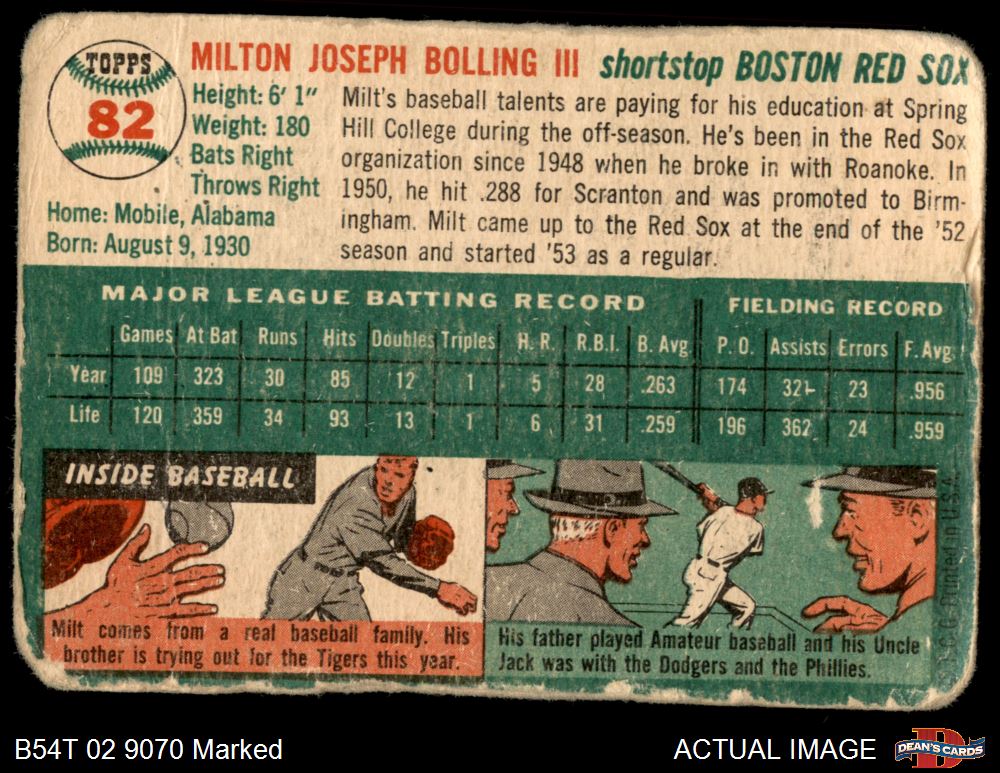 TOPPS
82
MILTON JOSEPH BOLLING III shortstop BOSTON RED SOX
Height: 6' 1"
Weight: 180
Bats Right
Throws Right
Home: Mobile, Alabama
Born: August 9, 1930
Milt's baseball talents are paying for his education at Spring
Hill College during the off-season. He's been in the Red Sox
organization since 1948 when he broke in with Roanoke. In
1950, he hit .288 for Scranton and was promoted to Birm-
ingham. Milt came up to the Red Sox at the end of the '52
season and started '53 as a regular.
MAJOR LEAGUE BATTING RECORD FIELDING RECORD
Games At Bat Runs Hits Doubles Triples H. R. R.B.I. B. Avg. P. O. Assists Errors F. Avg.
Year 109 323 30 85 12 1 5 28 .263 174 321 23 .956
Life 120 359 34 93 13 1 6 31 .259 196 362 24 .959
INSIDE BASEBALL
Milt comes from a real baseball family. His
brother is trying out for the Tigers this year.
His father played Amateur baseball and his Uncle
Jack was with the Dodgers and the Phillies.
T.C.G. Printed in U.S.A.
B54T 02 9070 Marked
ACTUAL IMAGE
DEAN'S CARDS